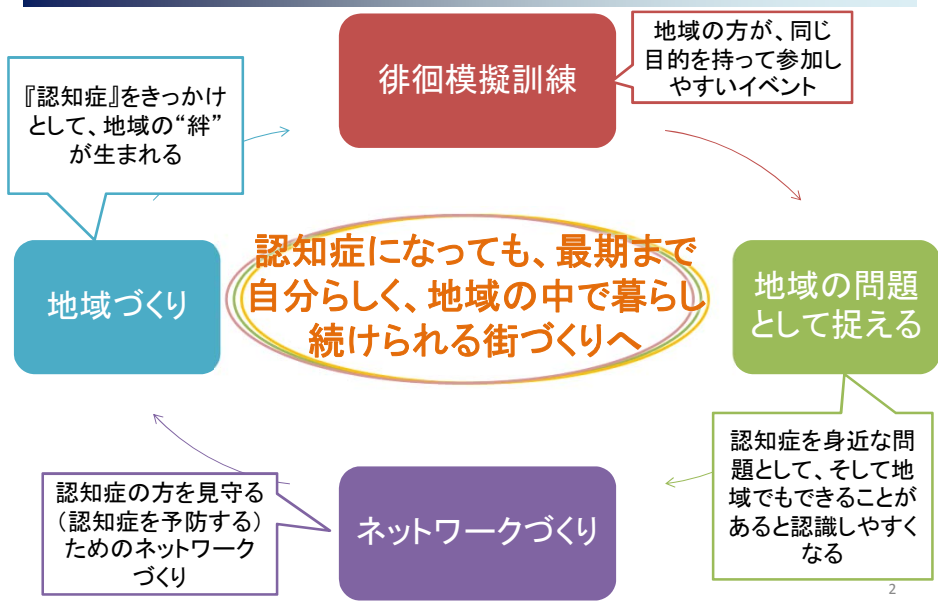 徘徊模擬訓練
地域の方が、同じ
目的を持って参加し
やすいイベント
『認知症』をきっかけ
として、地域の“絆”
が生まれる
地域づくり
認知症になっても、最期まで
自分らしく、地域の中で暮らし
続けられる街づくりへ
地域の問題
として捉える
認知症を身近な問
題として、そして地
域でもできることが
あると認識しやすく
なる
認知症の方を見守る
（認知症を予防する）
ためのネットワーク
づくり
ネットワークづくり
2